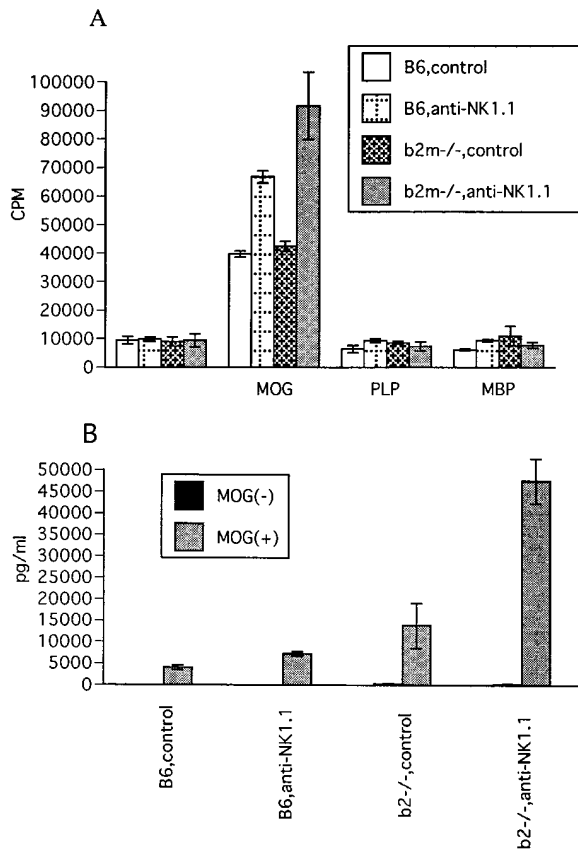 A
B6,control
B6,anti-NK1.1
b2m-/-,control
b2m-/-,anti-NK1.1
100000
90000
80000
70000
60000
50000
40000
30000
20000
10000
0
CPM
MOG
PLP
MBP
B
MOG(-)
MOG(+)
50000
45000
40000
35000
30000
25000
20000
15000
10000
5000
0
pg/ml
B6,control
B6,anti-NK1.1
b2-/-,control
b2-/-,anti-NK1.1